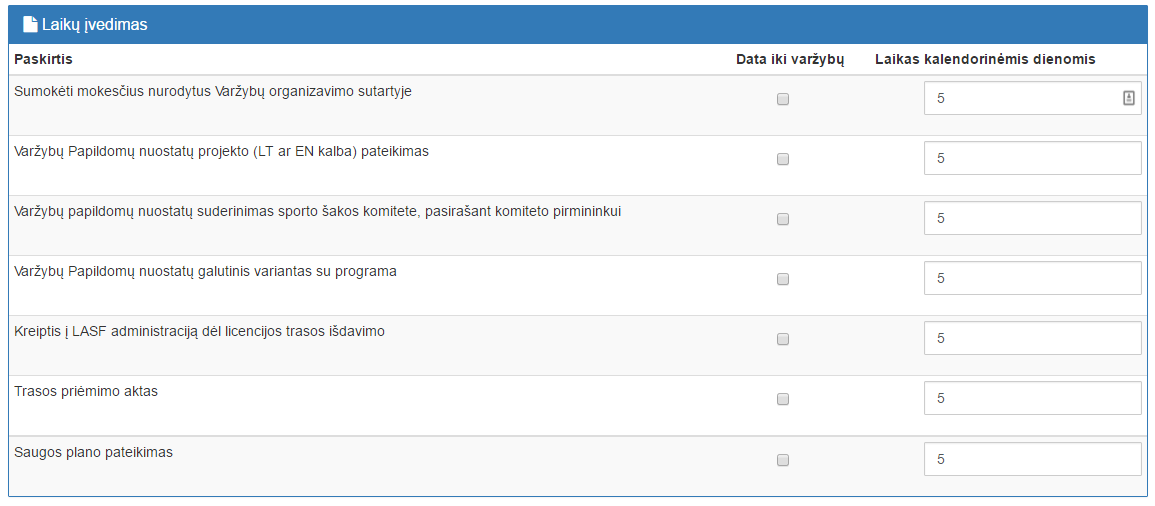 Laikų įvedimas
Paskirtis Data iki varžybų Laikas kalendorinėmis dienomis
Sumokėti mokesčius nurodytus Varžybų organizavimo sutartyje 5
Varžybų Papildomų nuostatų projekto (LT ar EN kalba) pateikimas 5
Varžybų papildomų nuostatų suderinimas sporto šakos komitete, pasirašant komiteto pirmininkui 5
Varžybų Papildomų nuostatų galutinis variantas su programa 5
Kreiptis į LASF administraciją dėl licencijos trasos išdavimo 5
Trasos priėmimo aktas 5
Saugos plano pateikimas 5